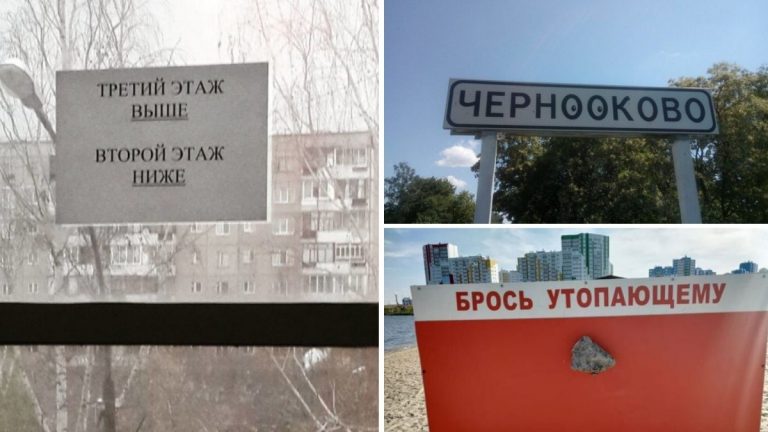 ТРЕТИЙ ЭТАЖ
ВЫШЕ
ВТОРОЙ ЭТАЖ
НИЖЕ
ЧЕРНООКОВО
БРОСЬ УТОПАЮЩЕМУ